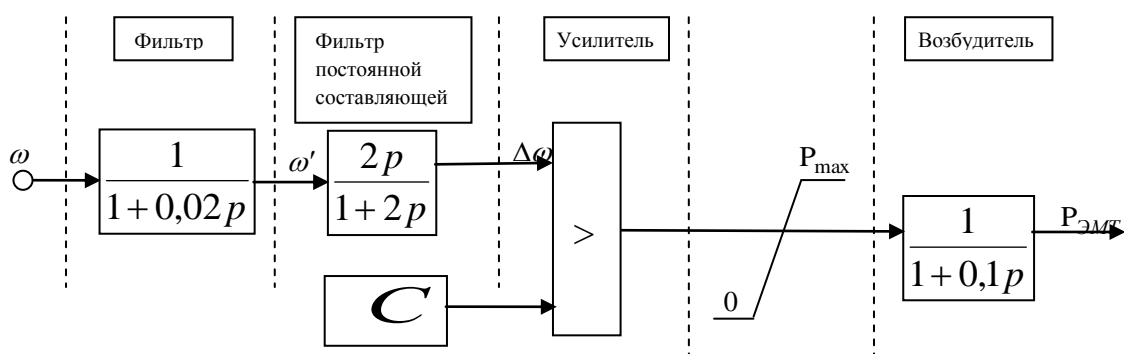 Фильтр
Фильтр
постоянной
составляющей
Усилитель
Возбудитель
ω
1
1+0,02p
ω′
2p
1+2p
Δω
>
C
P_max
0
1
1+0,1p
P_ЭМТ